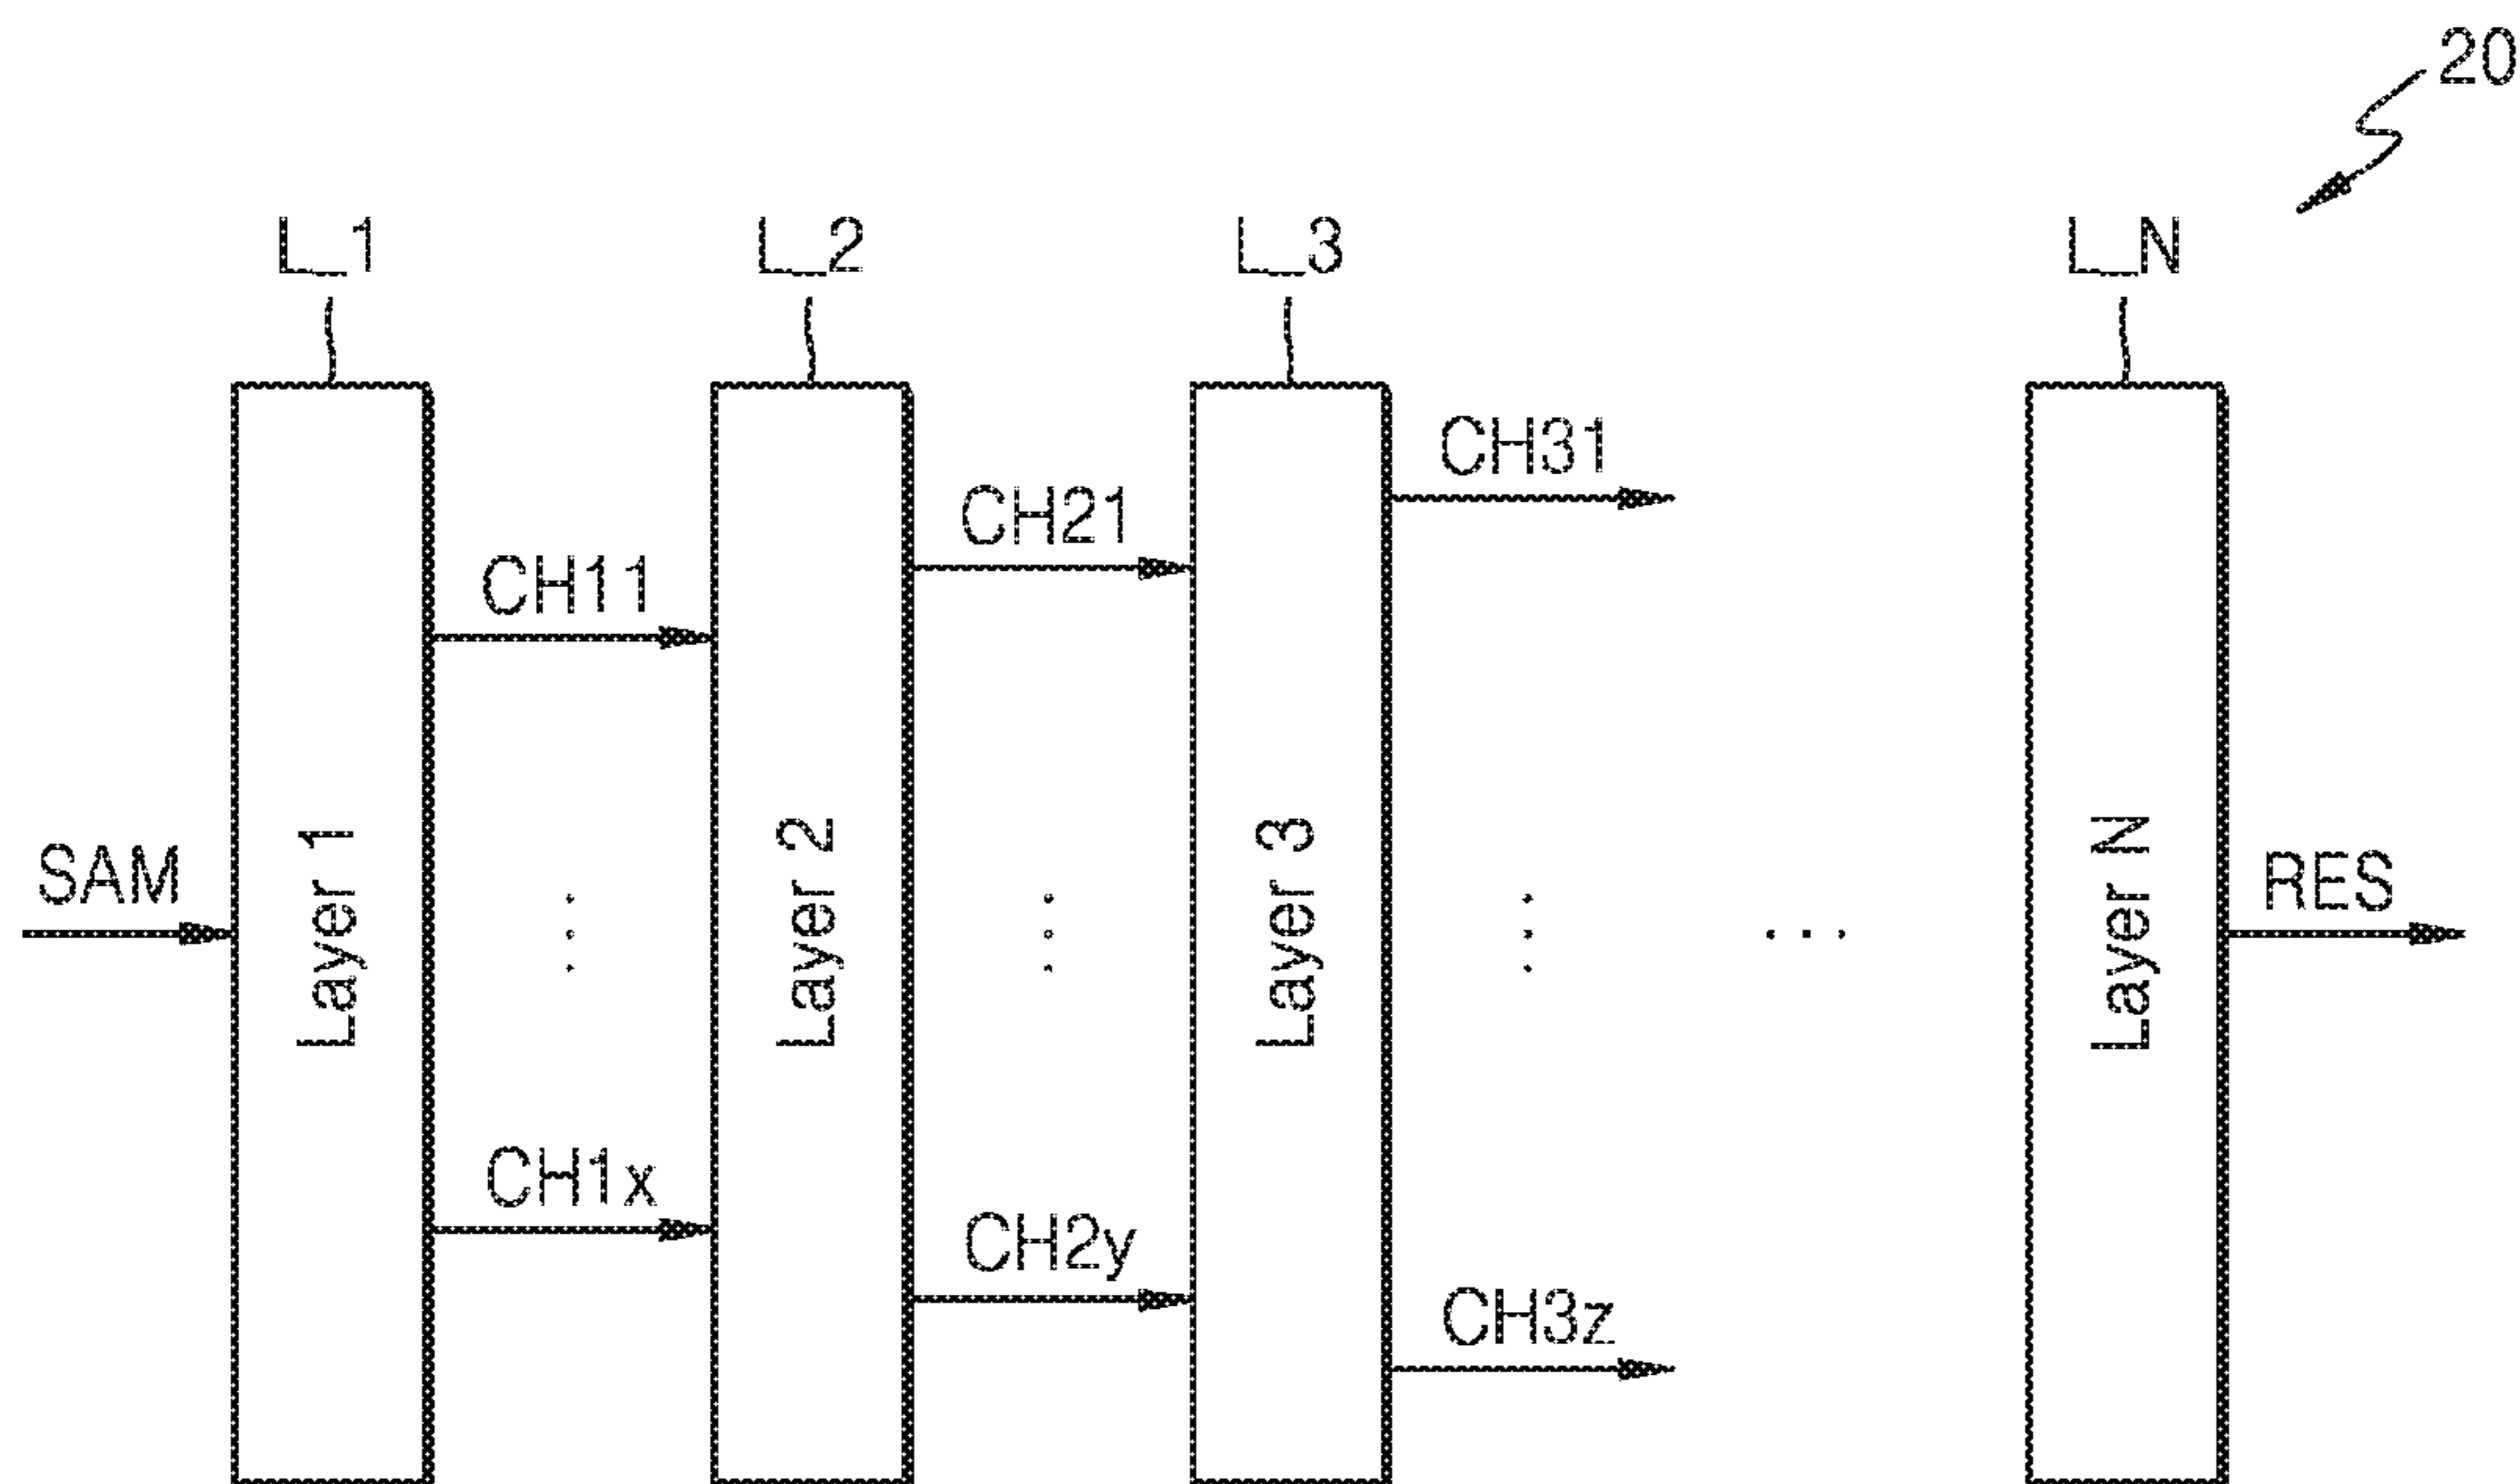 20
L_1
L_2
L_3
L_N
CH31
CH21
CH11
SAM
Layer 1
Layer 2
Layer 3
Layer N
RES
CH1x
CH2y
CH3z